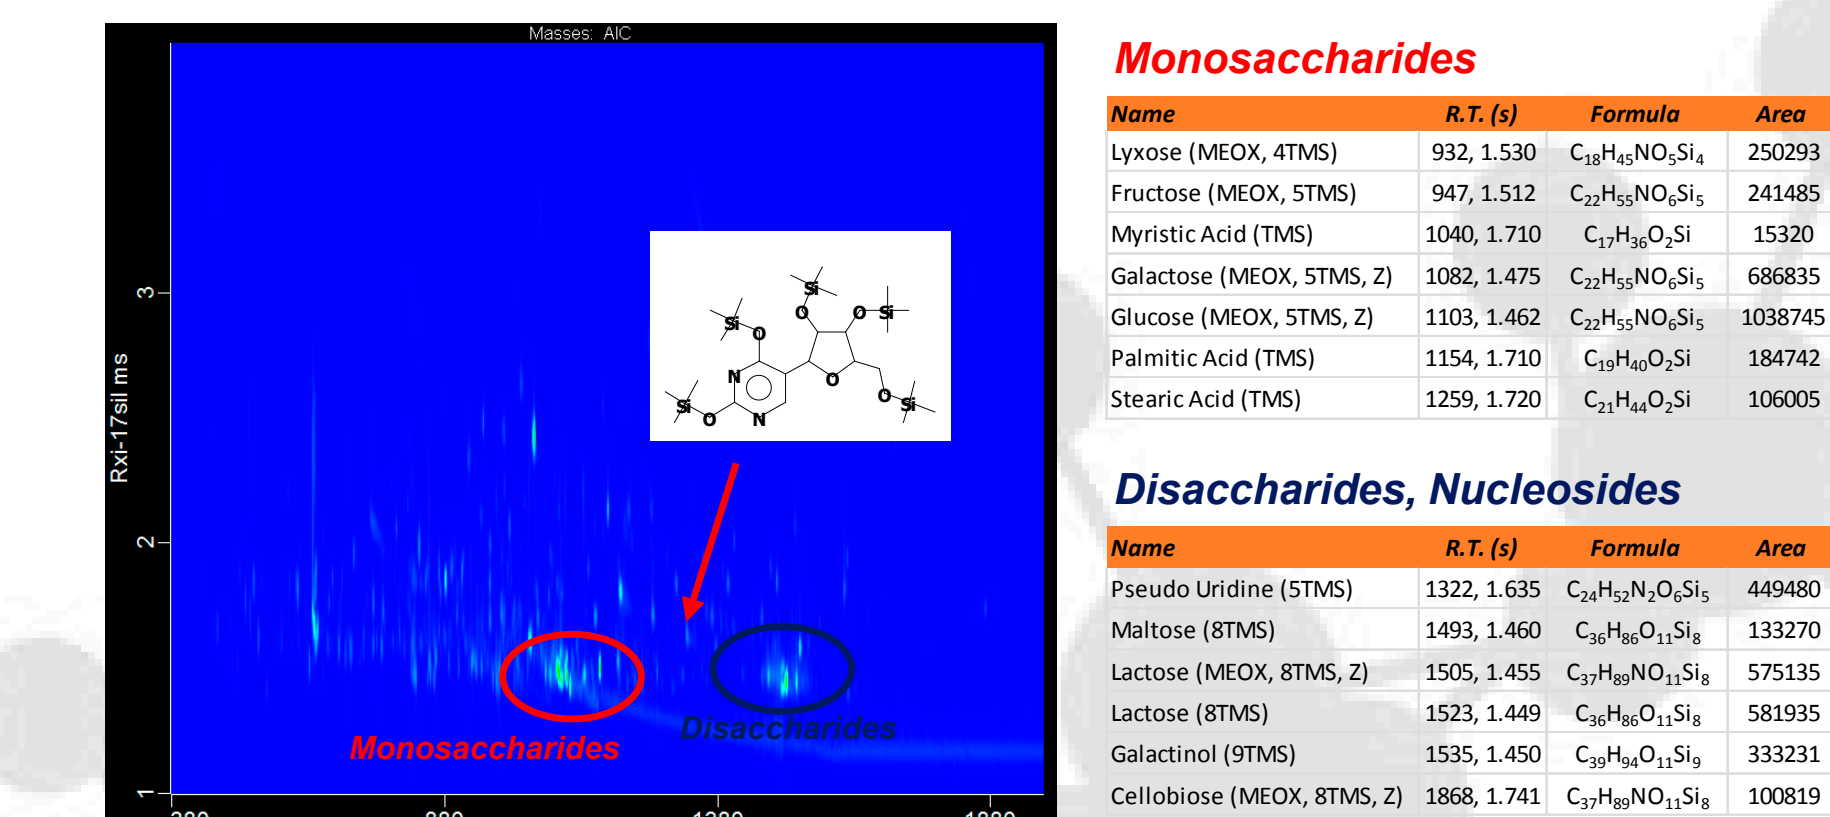 Masses: AIC
Rxi-17sil ms
3
2
1
Si
Si
Si
Si
Si
O
O
O
O
O
O
N
N
Monosaccharides
Disaccharides
Monosaccharides
Name R.T. (s) Formula Area
Lyxose (MEOX, 4TMS) 932, 1.530 C₁₈H₄₅NO₅Si₄ 250293
Fructose (MEOX, 5TMS) 947, 1.512 C₂₂H₅₅NO₆Si₅ 241485
Myristic Acid (TMS) 1040, 1.710 C₁₇H₃₆O₂Si 15320
Galactose (MEOX, 5TMS, Z) 1082, 1.475 C₂₂H₅₅NO₆Si₅ 686835
Glucose (MEOX, 5TMS, Z) 1103, 1.462 C₂₂H₅₅NO₆Si₅ 1038745
Palmitic Acid (TMS) 1154, 1.710 C₁₉H₄₀O₂Si 184742
Stearic Acid (TMS) 1259, 1.720 C₂₁H₄₄O₂Si 106005
Disaccharides, Nucleosides
Name R.T. (s) Formula Area
Pseudo Uridine (5TMS) 1322, 1.635 C₂₄H₅₂N₂O₆Si₅ 449480
Maltose (8TMS) 1493, 1.460 C₃₆H₈₆O₁₁Si₈ 133270
Lactose (MEOX, 8TMS, Z) 1505, 1.455 C₃₇H₈₉NO₁₁Si₈ 575135
Lactose (8TMS) 1523, 1.449 C₃₆H₈₆O₁₁Si₈ 581935
Galactinol (9TMS) 1535, 1.450 C₃₉H₉₄O₁₁Si₉ 333231
Cellobiose (MEOX, 8TMS, Z) 1868, 1.741 C₃₇H₈₉NO₁₁Si₈ 100819